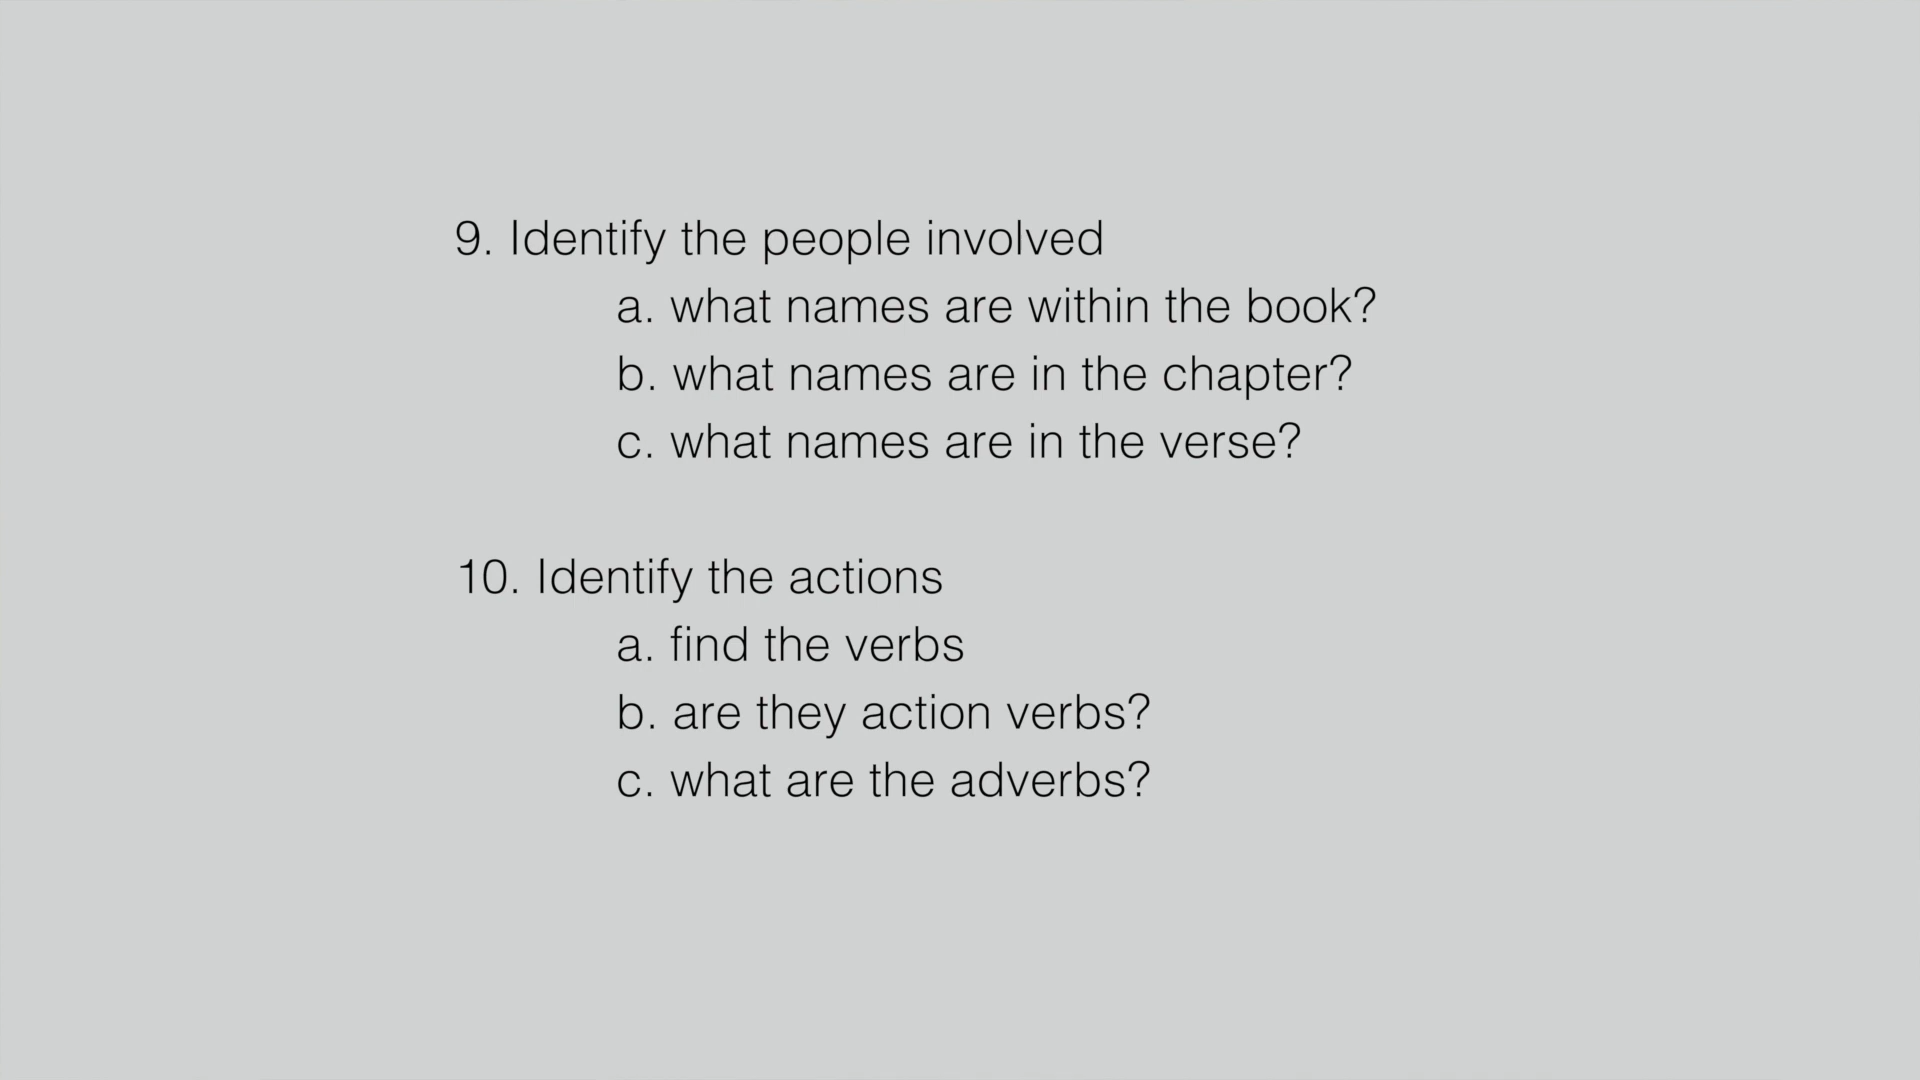 9. Identify the people involved
a. what names are within the book?
b. what names are in the chapter?
c. what names are in the verse?
10. Identify the actions
a. find the verbs
b. are they action verbs?
c. what are the adverbs?